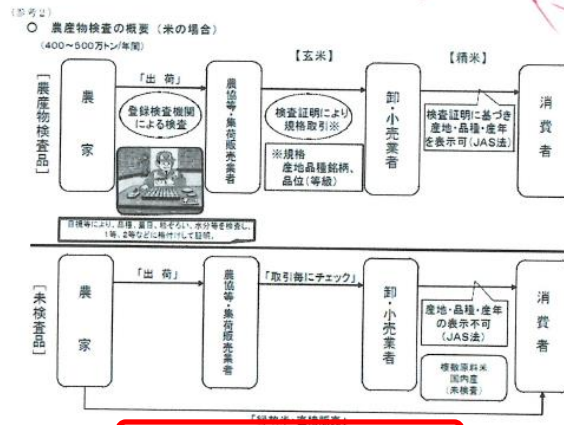 (参考2)
○ 農産物検査の概要(米の場合)
(400～500万トン/年間)
[農産物検査品]
農家
「出 荷」
登録検査機関
による検査
農協等・集荷販売業者
【玄米】
検査証明により
規格取引※
※規格
産地品種銘柄、
品位(等級)
卸・小売業者
【精米】
検査証明に基づき
産地・品種・産年
を表示可(JAS法)
消費者
目視等により、品種、量目、粒ぞろい、水分等を検査し、
1等、2等などに格付けして証明。
[未検査品]
農家
「出 荷」
農協等・集荷販売業者
「取引毎にチェック」
卸・小売業者
産地・品種・産年
の表示不可
(JAS法)
複数原料米
国内産
(未検査)
消費者